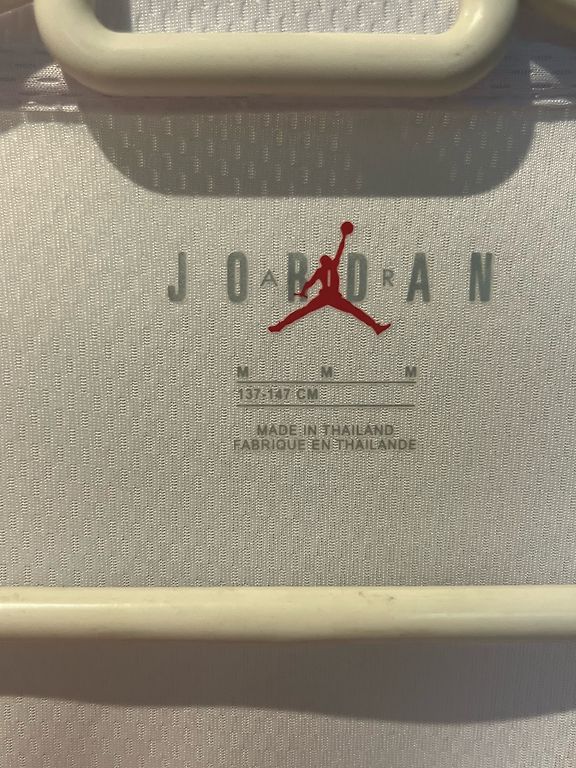 JORDAN
AIR
M M M
137-147 CM
MADE IN THAILAND
FABRIQUE EN THAILANDE